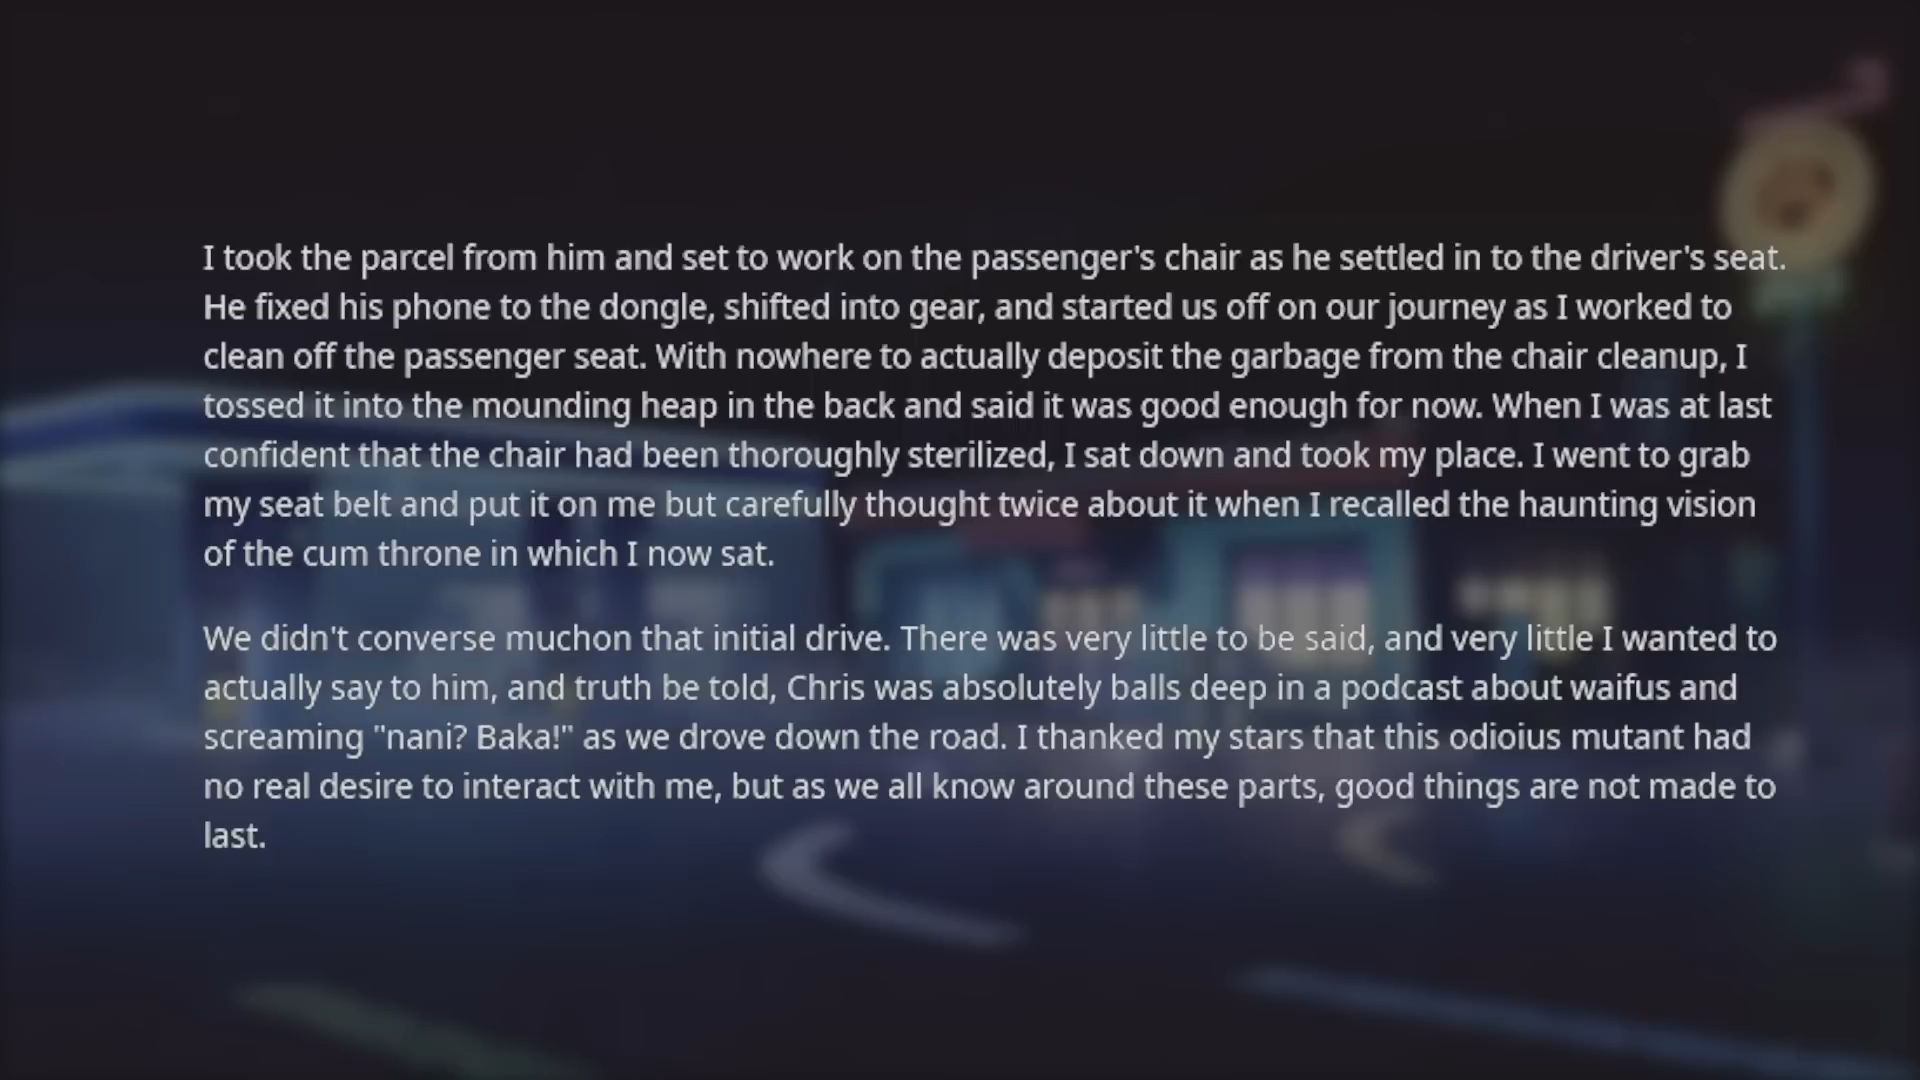 I took the parcel from him and set to work on the passenger's chair as he settled in to the driver's seat.
He fixed his phone to the dongle, shifted into gear, and started us off on our journey as I worked to
clean off the passenger seat. With nowhere to actually deposit the garbage from the chair cleanup, I
tossed it into the mounding heap in the back and said it was good enough for now. When I was at last
confident that the chair had been thoroughly sterilized, I sat down and took my place. I went to grab
my seat belt and put it on me but carefully thought twice about it when I recalled the haunting vision
of the cum throne in which I now sat.
We didn't converse muchon that initial drive. There was very little to be said, and very little I wanted to
actually say to him, and truth be told, Chris was absolutely balls deep in a podcast about waifus and
screaming "nani? Baka!" as we drove down the road. I thanked my stars that this odioius mutant had
no real desire to interact with me, but as we all know around these parts, good things are not made to
last.